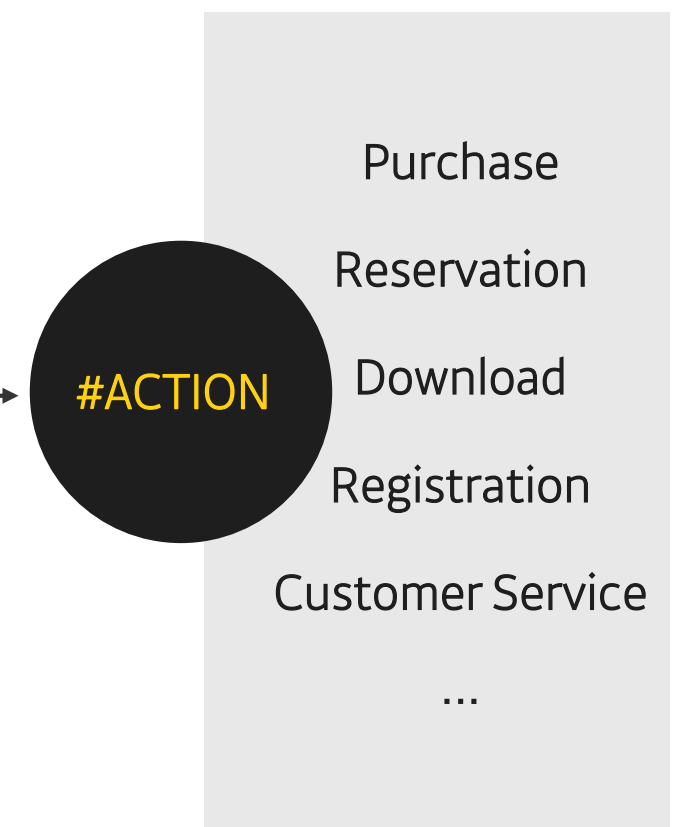 Purchase
Reservation
#ACTION
Download
Registration
Customer Service
...